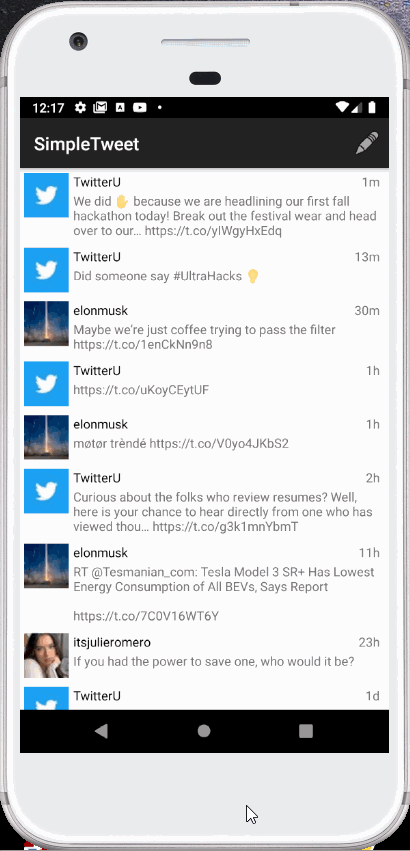 12:17
SimpleTweet
TwitterU 1m
We did ✋ because we are headlining our first fall
hackathon today! Break out the festival wear and head
over to our… https://t.co/ylWgyHxEdq
TwitterU 13m
Did someone say #UltraHacks 💡
elonmusk 30m
Maybe we're just coffee trying to pass the filter
https://t.co/1enCkNn9n8
TwitterU 1h
https://t.co/uKoyCEytUF
elonmusk 1h
møtør trèndé https://t.co/V0yo4JKbS2
TwitterU 2h
Curious about the folks who review resumes? Well,
here is your chance to hear directly from one who has
viewed thou… https://t.co/g3k1mnYbmT
elonmusk 11h
RT @Tesmanian_com: Tesla Model 3 SR+ Has Lowest
Energy Consumption of All BEVs, Says Report
https://t.co/7C0V16WT6Y
itsjulieromero 23h
If you had the power to save one, who would it be?
TwitterU 1d